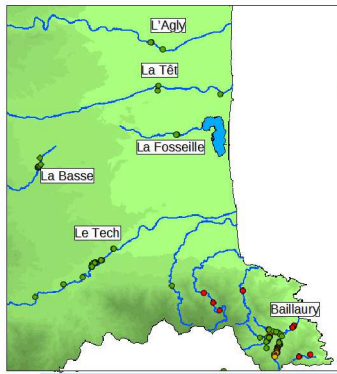 L'Agly
La Têt
La Fosseille
La Basse
Le Tech
Baillaury